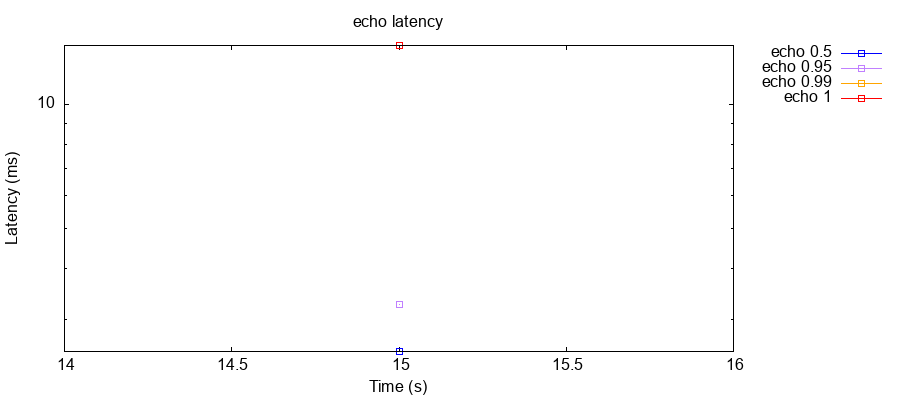 echo latency
echo 0.5
echo 0.95
echo 0.99
echo 1
10
Latency (ms)
14 14.5 15 15.5 16
Time (s)